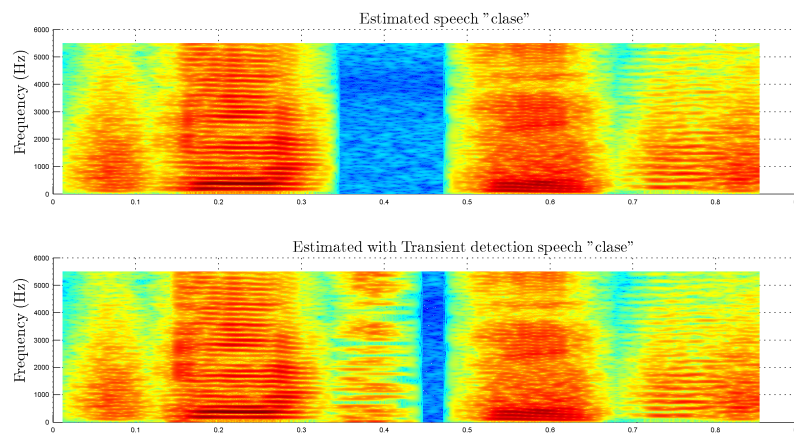 Estimated speech "clase"
Frequency (Hz)
6000
5000
4000
3000
2000
1000
0
0 0.1 0.2 0.3 0.4 0.5 0.6 0.7 0.8
Estimated with Transient detection speech "clase"
Frequency (Hz)
6000
5000
4000
3000
2000
1000
0
0 0.1 0.2 0.3 0.4 0.5 0.6 0.7 0.8